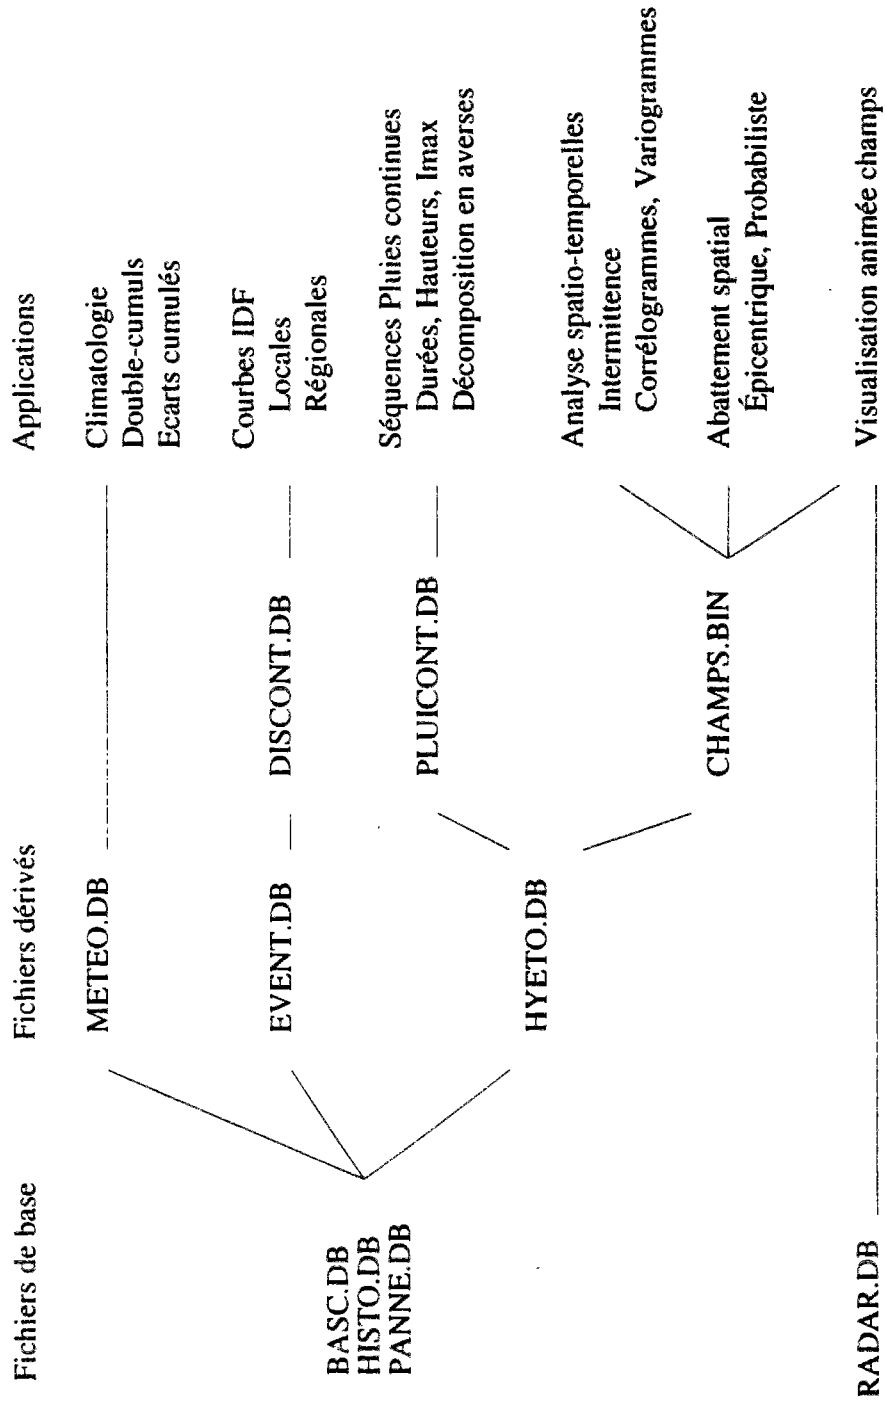 Fichiers de base
Fichiers dérivés
Applications
BASC.DB
HISTO.DB
PANNE.DB
METEO.DB
Climatologie
Double-cumuls
Ecarts cumulés
EVENT.DB
DISCONT.DB
Courbes IDF
Locales
Régionales
HYETO.DB
PLUICONT.DB
Séquences Pluies continues
Durées, Hauteurs, Imax
Décomposition en averses
CHAMPS.BIN
Analyse spatio-temporelles
Intermittence
Corrélogrammes, Variogrammes
Abattement spatial
Épicentrique, Probabiliste
RADAR.DB
Visualisation animée champs